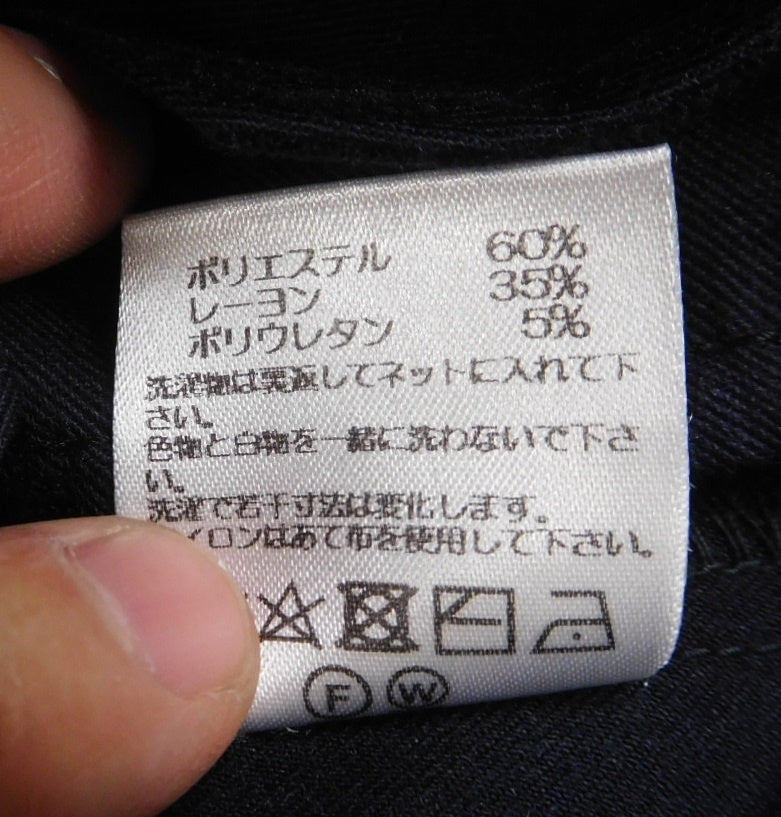 ポリエステル 60%
レーヨン 35%
ポリウレタン 5%
洗濯物は裏返してネットに入れて下
さい。
色物と白物を一緒に洗わないで下さ
い。
洗濯で若干寸法は変化します。
イロンはあて布を使用して下さい。
F W